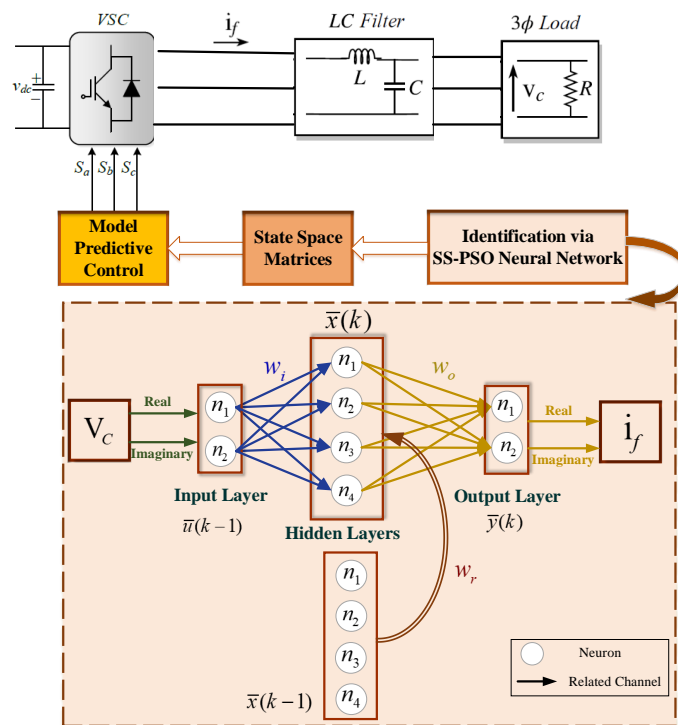 VSC
i_f
LC Filter
3ϕ Load
v_dc
+
−
L
C
v_C
R
S_a S_b S_c
Model
Predictive
Control
State Space
Matrices
Identification via
SS-PSO Neural Network
x̅(k)
w_i
w_o
V_C
Real
Imaginary
n_1
n_2
n_1
n_2
n_3
n_4
n_1
n_2
Real
Imaginary
i_f
Input Layer
u̅(k−1)
Hidden Layers
Output Layer
y̅(k)
w_r
n_1
n_2
n_3
n_4
x̅(k−1)
Neuron
Related Channel